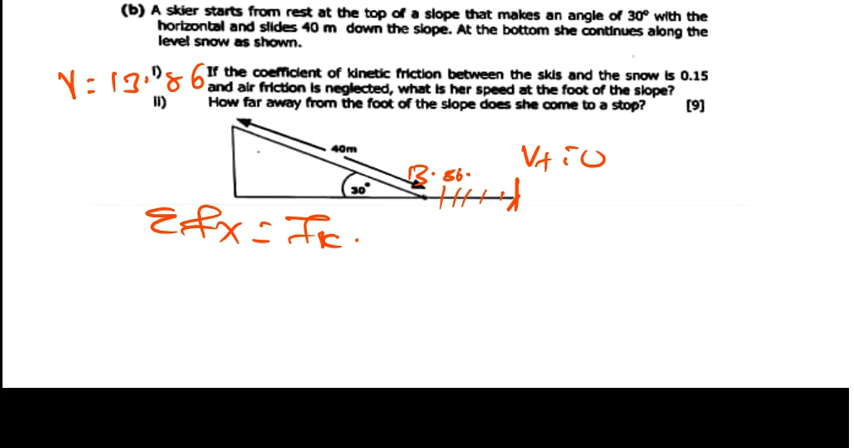 (b) A skier starts from rest at the top of a slope that makes an angle of 30° with the
horizontal and slides 40 m down the slope. At the bottom she continues along the
level snow as shown.
i) If the coefficient of kinetic friction between the skis and the snow is 0.15
V = 13.86
and air friction is neglected, what is her speed at the foot of the slope?
ii) How far away from the foot of the slope does she come to a stop? [9]
40m
13.86.
Vf = 0
30°
Σfx = Fk.